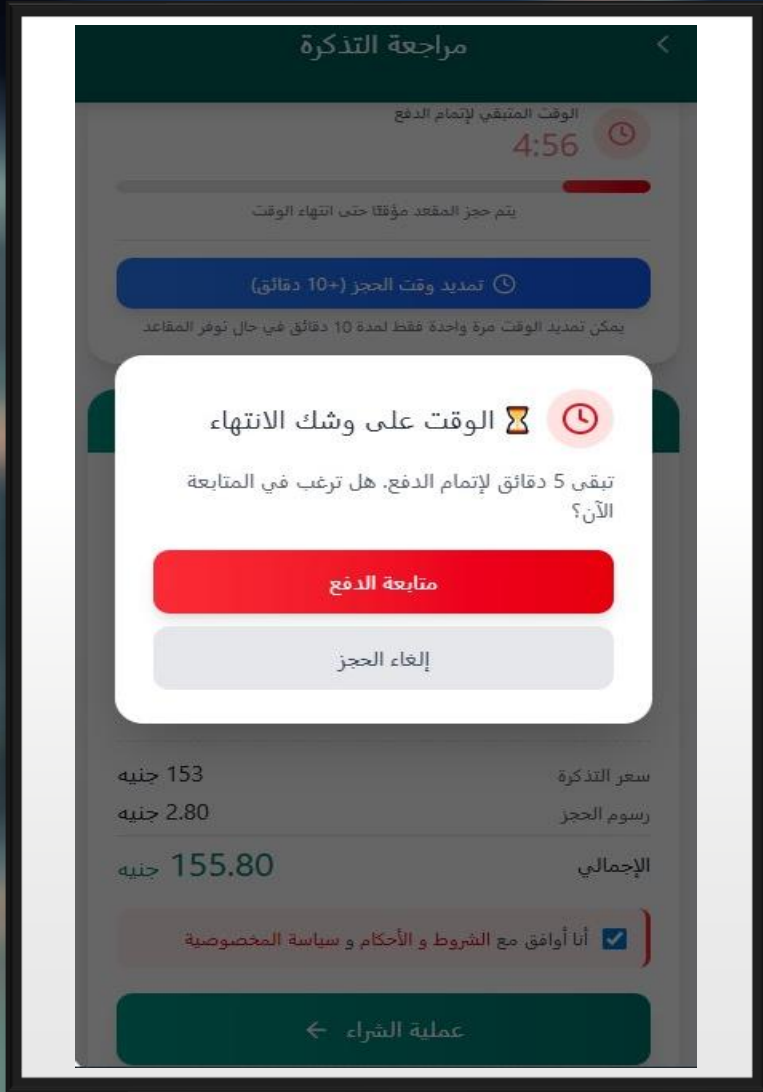 مراجعة التذكرة
الوقت المتبقي لإتمام الدفع
4:56
يتم حجز المقعد مؤقتًا حتى انتهاء الوقت
تمديد وقت الحجز (+10 دقائق)
يمكن تمديد الوقت مرة واحدة فقط لمدة 10 دقائق في حال توفر المقاعد
⏳ الوقت على وشك الانتهاء
تبقى 5 دقائق لإتمام الدفع. هل ترغب في المتابعة
الآن؟
متابعة الدفع
إلغاء الحجز
سعر التذكرة 153 جنيه
رسوم الحجز 2.80 جنيه
الإجمالي 155.80 جنيه
أنا أوافق مع الشروط و الأحكام و سياسة المخصوصية
عملية الشراء ←